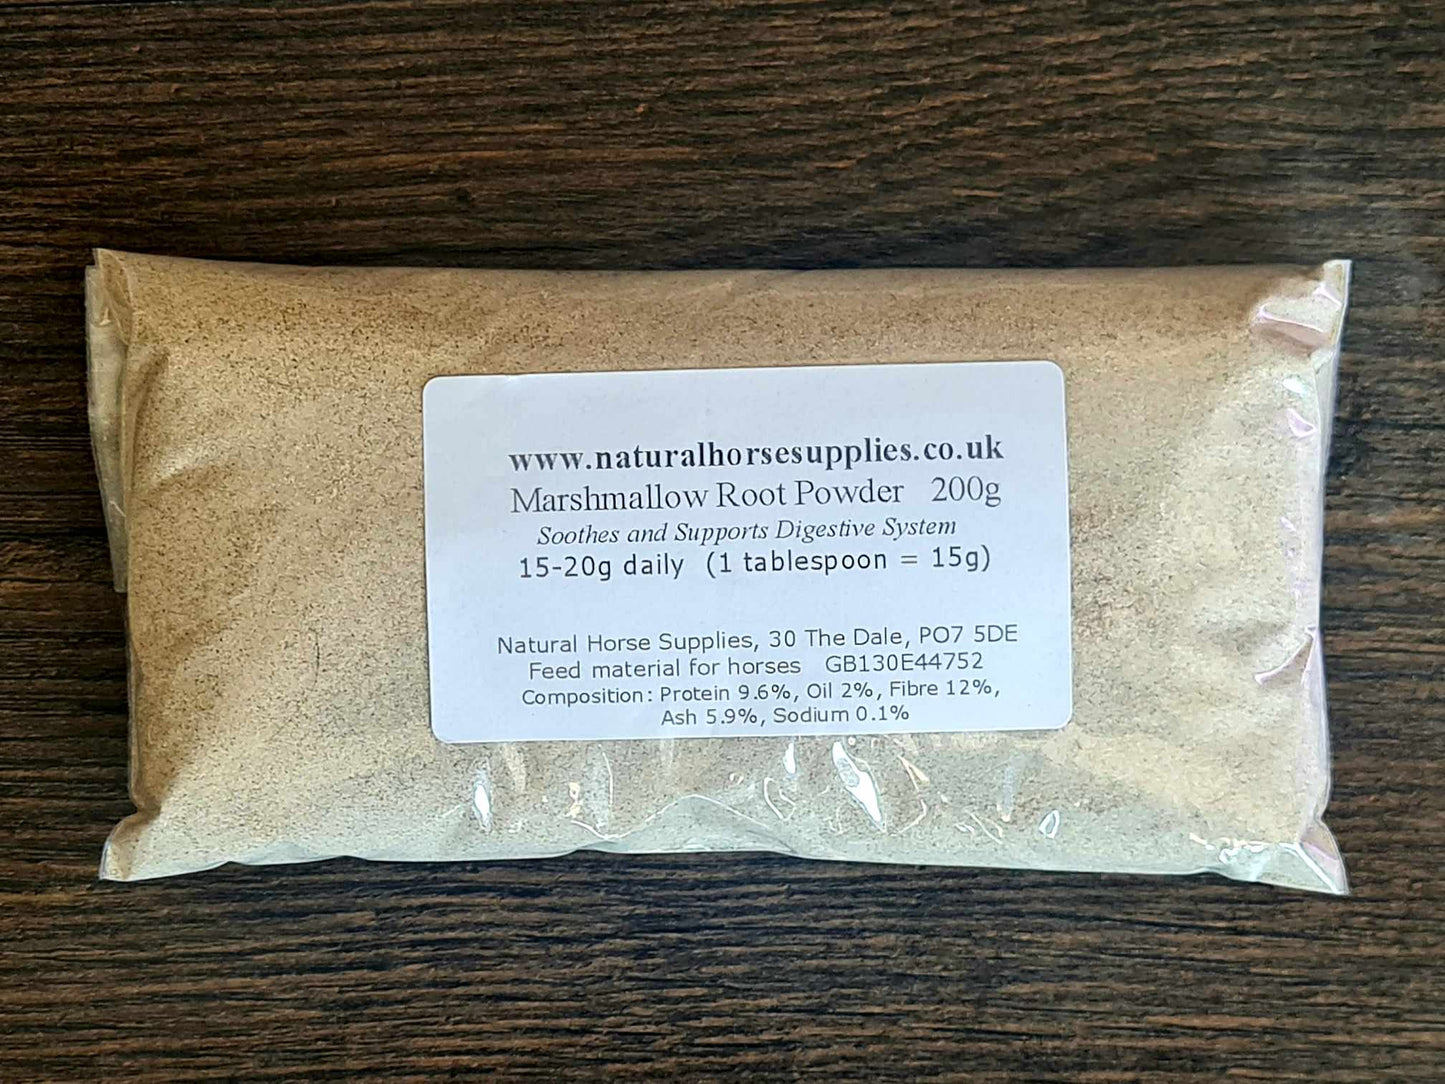 www.naturalhorsesupplies.co.uk
Marshmallow Root Powder 200g
Soothes and Supports Digestive System
15-20g daily (1 tablespoon = 15g)
Natural Horse Supplies, 30 The Dale, PO7 5DE
Feed material for horses GB130E44752
Composition: Protein 9.6%, Oil 2%, Fibre 12%,
Ash 5.9%, Sodium 0.1%